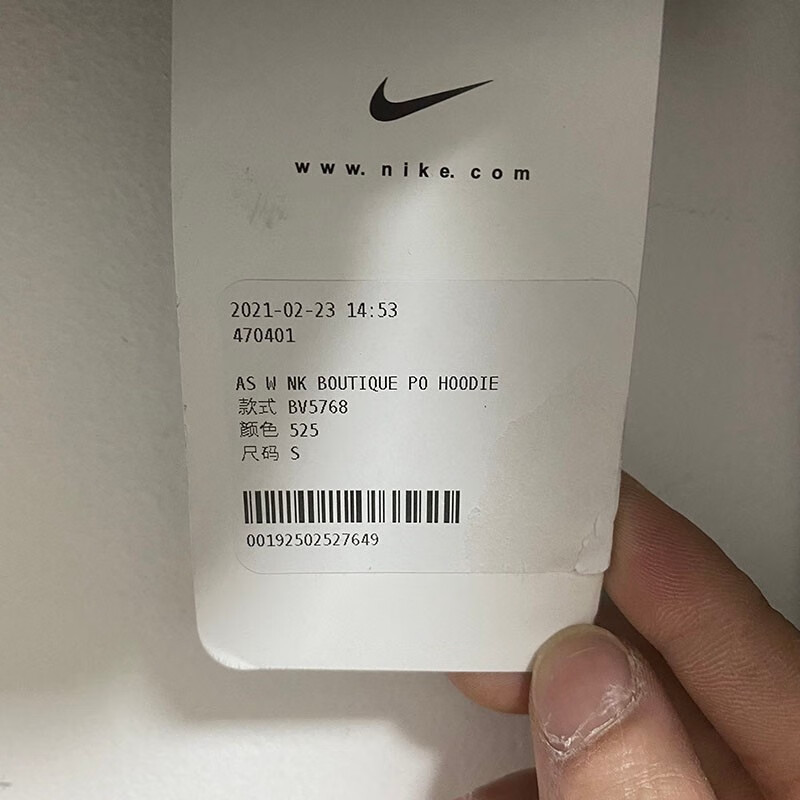 www.nike.com
2021-02-23 14:53
470401
AS W NK BOUTIQUE PO HOODIE
款式 BV5768
颜色 525
尺码 S
00192502527649